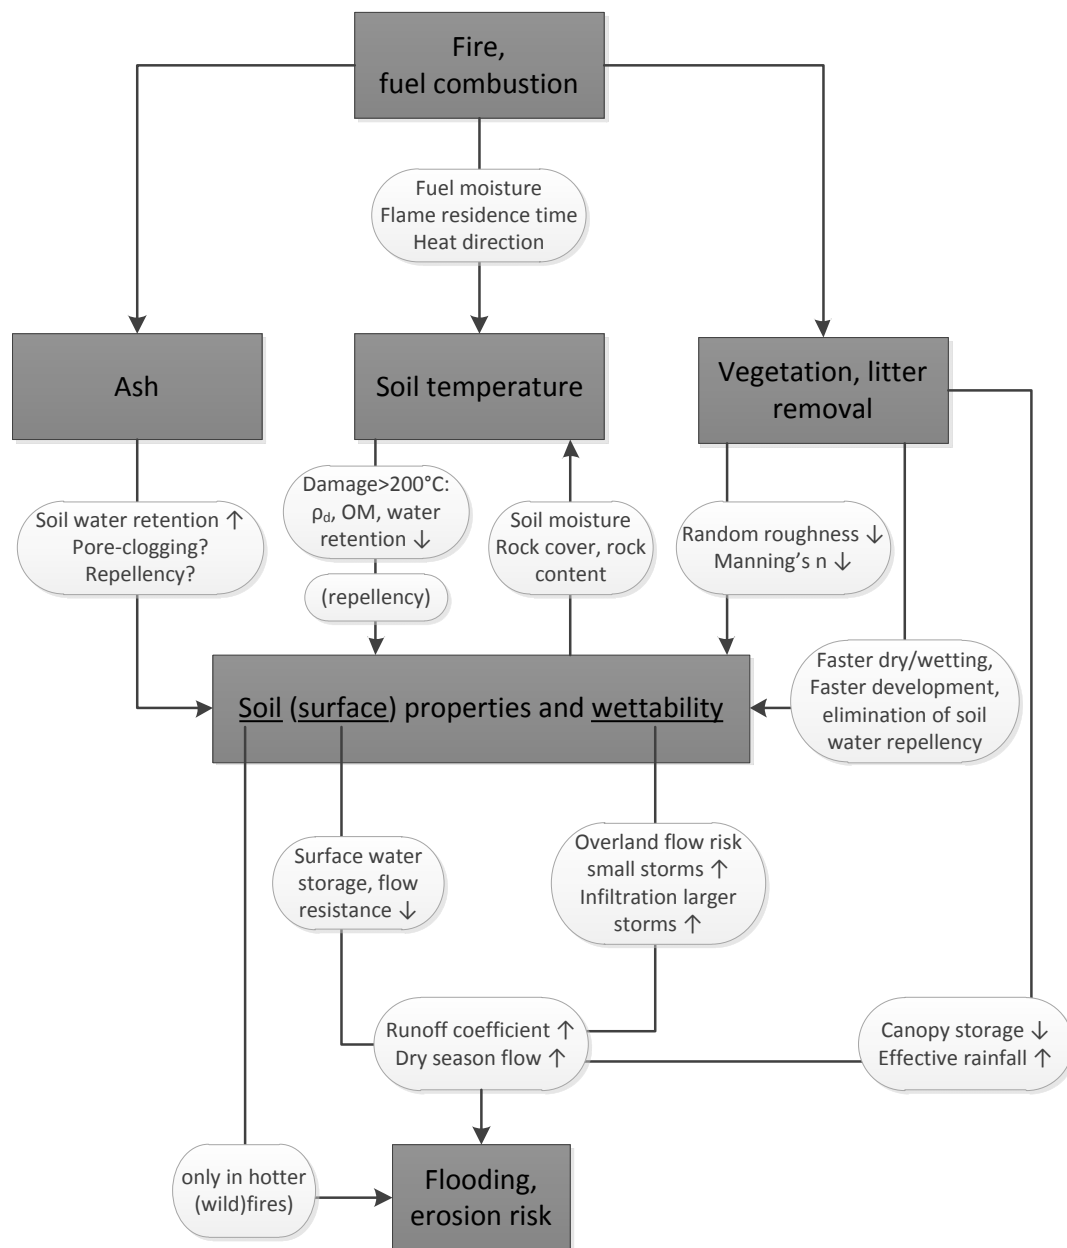 Fire,
fuel combustion
Fuel moisture
Flame residence time
Heat direction
Ash
Soil temperature
Vegetation, litter
removal
Soil water retention ↑
Pore-clogging?
Repellency?
Damage>200°C:
ρd, OM, water
retention ↓
(repellency)
Soil moisture
Rock cover, rock
content
Random roughness ↓
Manning's n ↓
Faster dry/wetting,
Faster development,
elimination of soil
water repellency
Soil (surface) properties and wettability
Surface water
storage, flow
resistance ↓
Overland flow risk
small storms ↑
Infiltration larger
storms ↑
Runoff coefficient ↑
Dry season flow ↑
Canopy storage ↓
Effective rainfall ↑
only in hotter
(wild)fires)
Flooding,
erosion risk